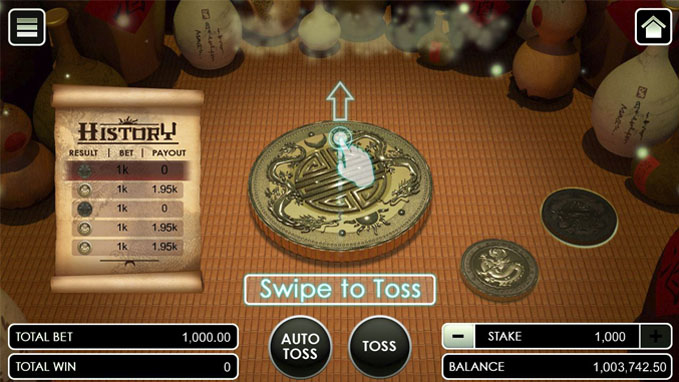 HISTORY
RESULT | BET | PAYOUT
1k 0
1k 1.95k
1k 0
1k 1.95k
1k 1.95k
Swipe to Toss
TOTAL BET 1,000.00
TOTAL WIN 0
AUTO TOSS
TOSS
- STAKE 1,000 +
BALANCE 1,003,742.50